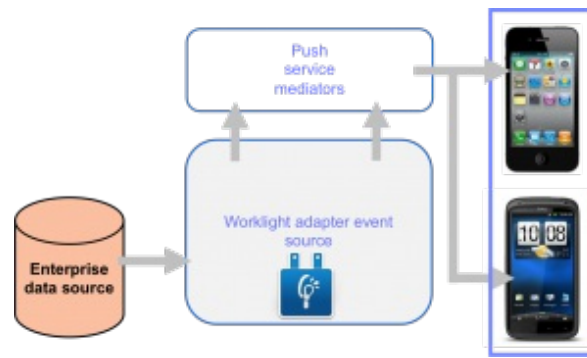 Push
service
mediators
Worklight adapter event
source
Enterprise
data source
10 08